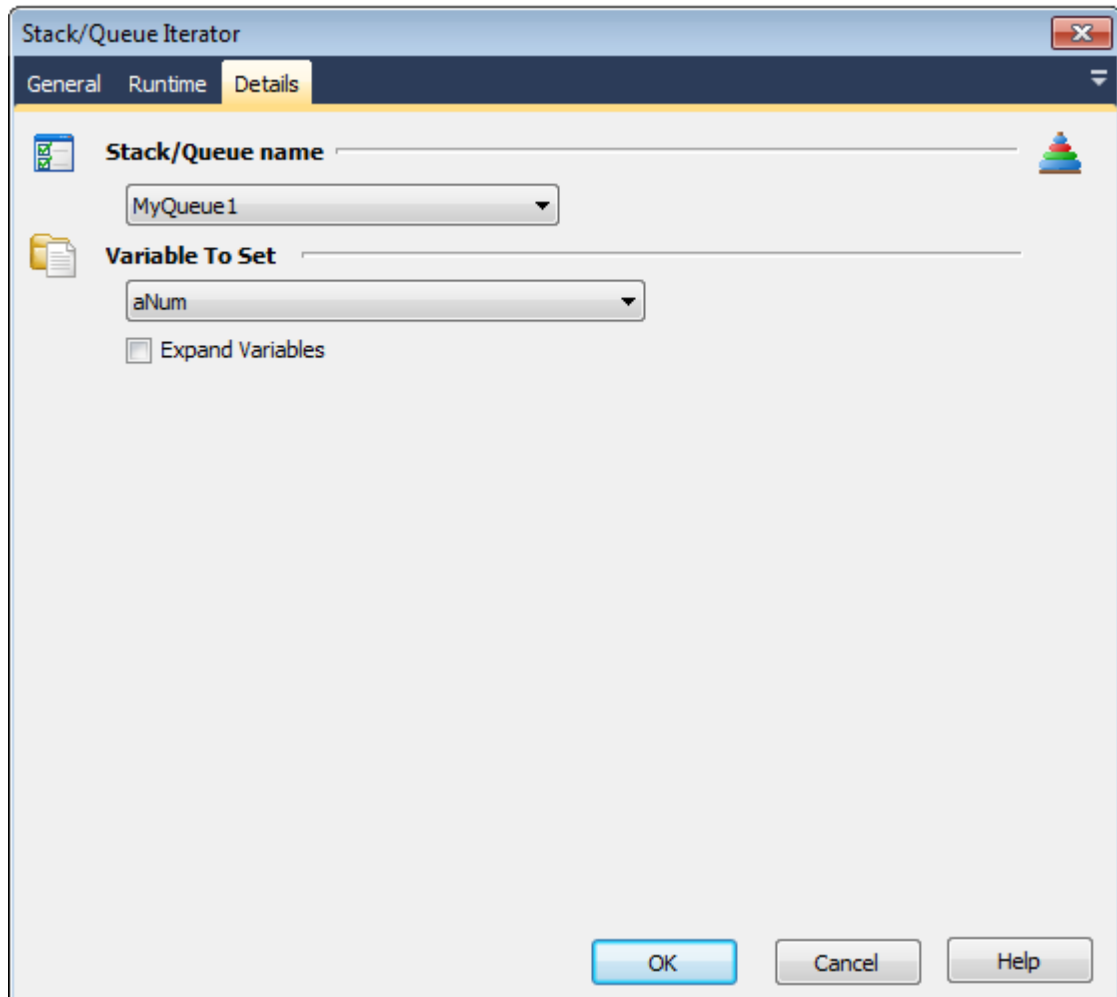 Stack/Queue Iterator
General Runtime Details
Stack/Queue name
MyQueue1
Variable To Set
aNum
Expand Variables
OK Cancel Help